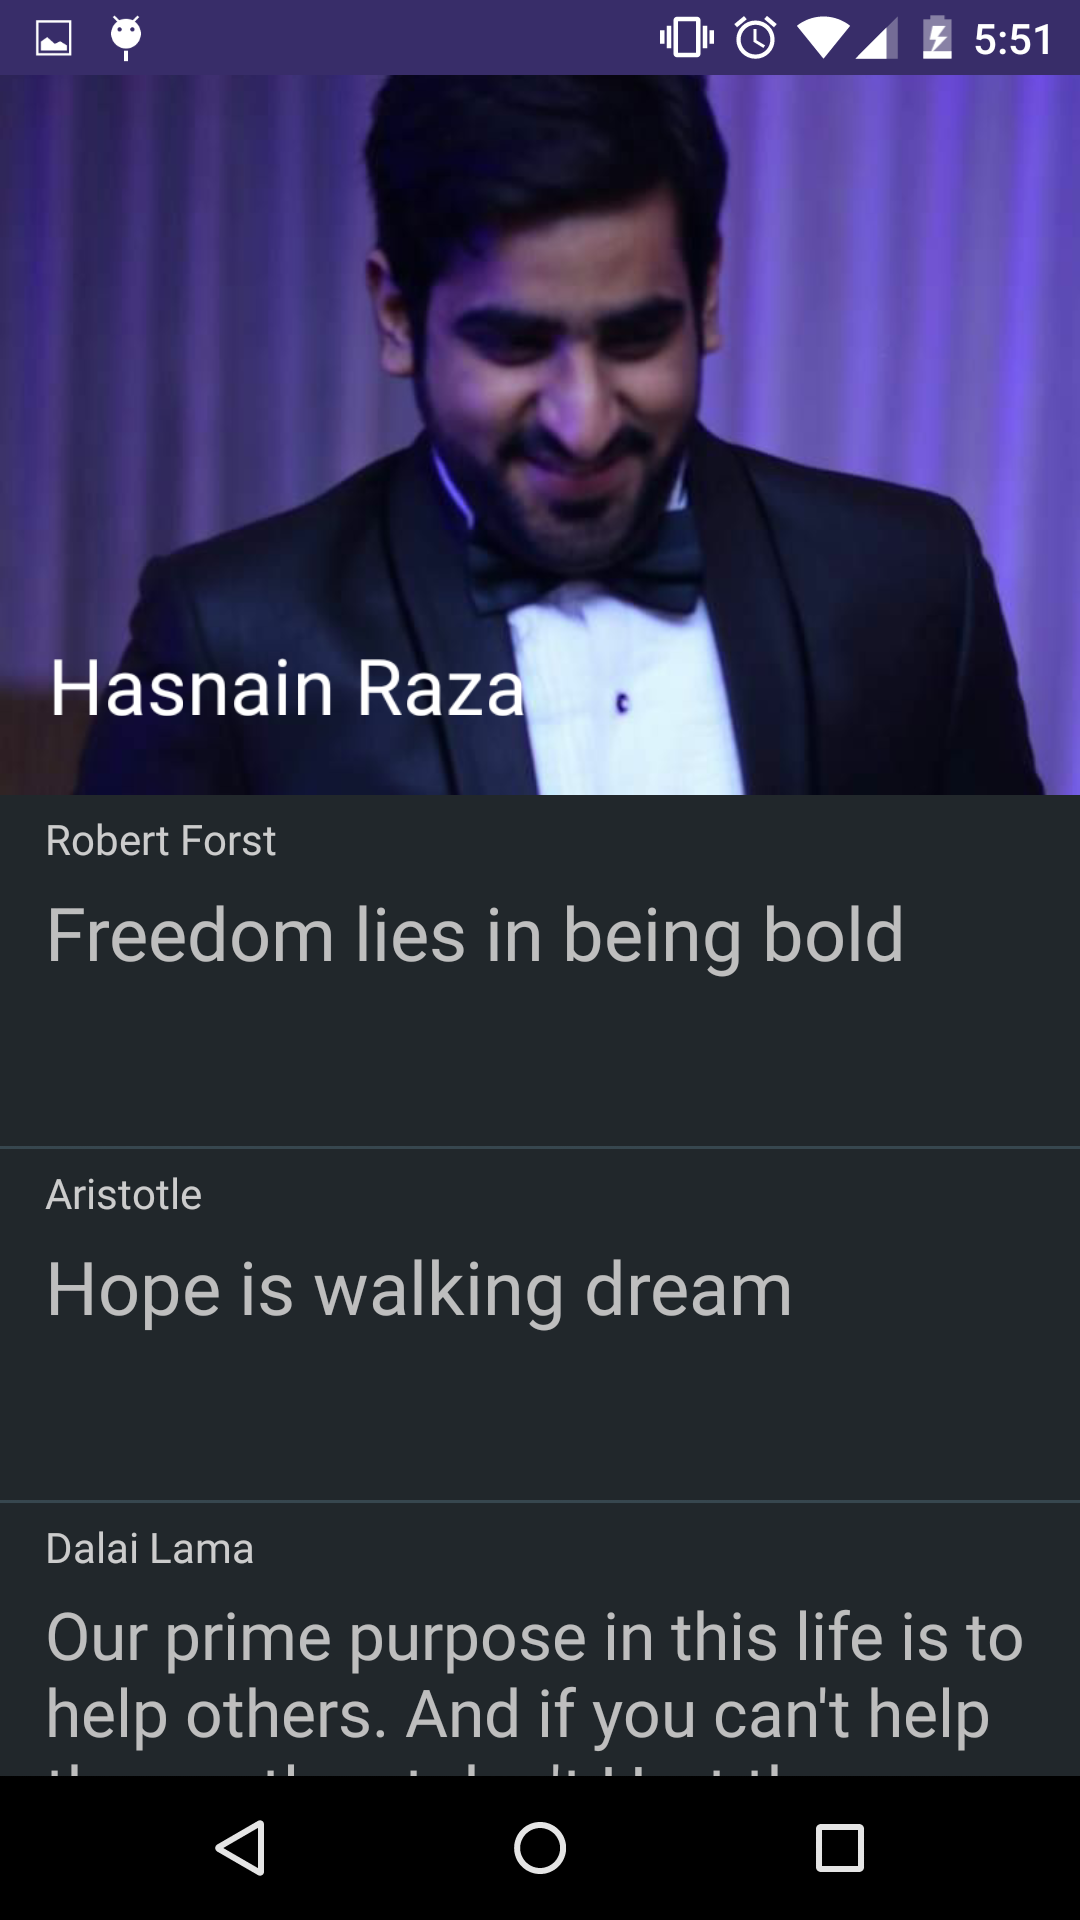 5:51
Hasnain Raza
Robert Forst
Freedom lies in being bold
Aristotle
Hope is walking dream
Dalai Lama
Our prime purpose in this life is to
help others. And if you can't help